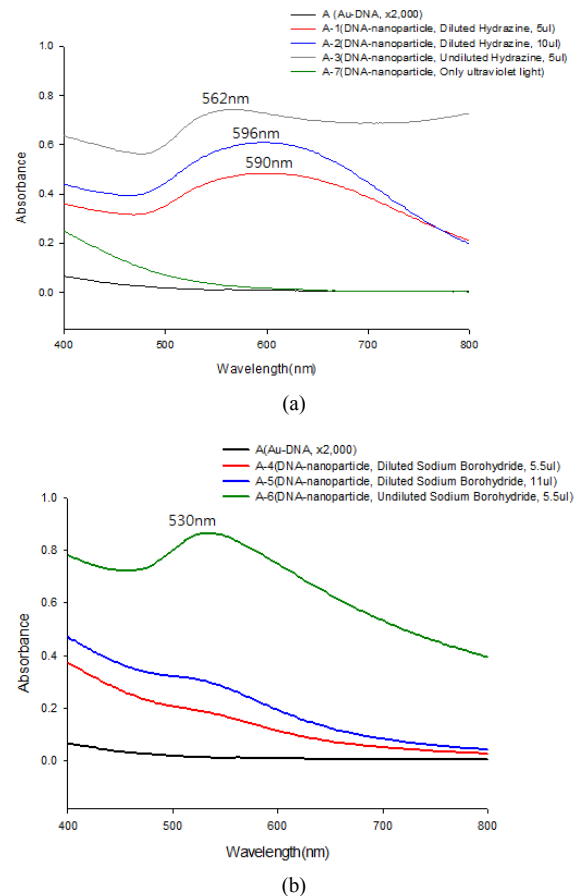 A (Au-DNA, x2,000)
A-1(DNA-nanoparticle, Diluted Hydrazine, 5ul)
A-2(DNA-nanoparticle, Diluted Hydrazine, 10ul)
A-3(DNA-nanoparticle, Undiluted Hydrazine, 5ul)
A-7(DNA-nanoparticle, Only ultraviolet light)
1.0
0.8
0.6
0.4
0.2
0.0
Absorbance
562nm
596nm
590nm
400
500
600
700
800
Wavelength(nm)
(a)
A(Au-DNA, x2,000)
A-4(DNA-nanoparticle, Diluted Sodium Borohydride, 5.5ul)
A-5(DNA-nanoparticle, Diluted Sodium Borohydride, 11ul)
A-6(DNA-nanoparticle, Undiluted Sodium Borohydride, 5.5ul)
1.0
0.8
0.6
0.4
0.2
0.0
Absorbance
530nm
400
500
600
700
800
Wavelength(nm)
(b)